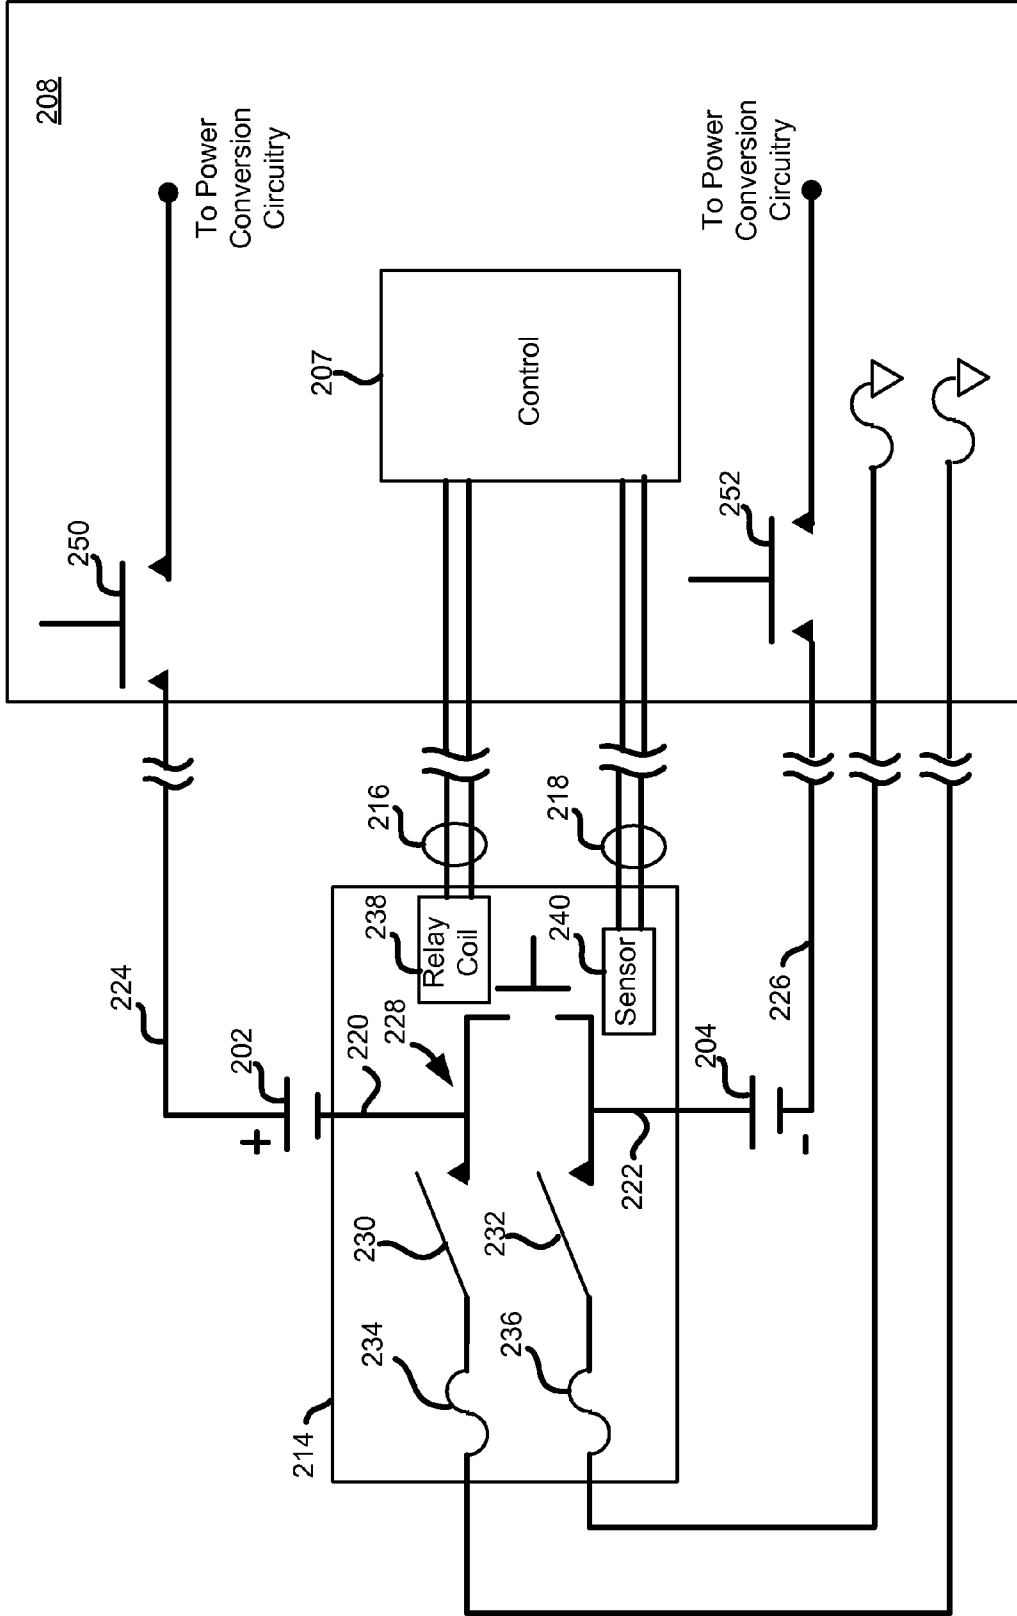 208
250
To Power
Conversion
Circuitry
207
Control
252
To Power
Conversion
Circuitry
224
202
+
220
228
216
238
Relay
Coil
218
240
Sensor
204
226
-
222
230
232
234
236
214